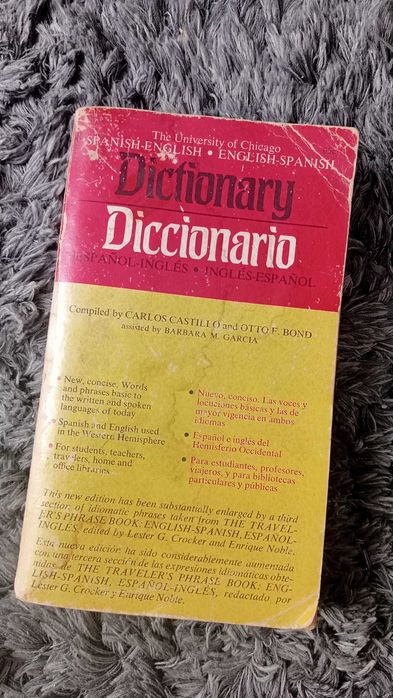 The University of Chicago
SPANISH-ENGLISH • ENGLISH-SPANISH
Dictionary
Diccionario
ESPAÑOL-INGLÉS • INGLÉS-ESPAÑOL
Compiled by CARLOS CASTILLO and OTTO F. BOND
assisted by BARBARA M. GARCIA
• New, concise. Words
and phrases basic to
the written and spoken
languages of today
• Spanish and English used
in the Western Hemisphere
• For students, teachers,
travelers, home and
office libraries
• Nuevo, conciso. Las voces y
locuciones básicas y las de
mayor vigencia en ambos
idiomas
• Español e inglés del
Hemisferio Occidental
• Para estudiantes, profesores,
viajeros, y para bibliotecas
particulares y públicas
This new edition has been substantially enlarged by a third
section of idiomatic phrases taken from THE TRAVEL-
ER'S PHRASE BOOK: ENGLISH-SPANISH, ESPAÑOL-
INGLÉS, edited by Lester G. Crocker and Enrique Noble.
Esta nueva edición ha sido considerablemente aumentada
con una tercera sección de las expresiones idiomáticas obte-
nidas de THE TRAVELER'S PHRASE BOOK: ENG-
LISH-SPANISH, ESPAÑOL-INGLÉS, redactado por
Lester G. Crocker y Enrique Noble.